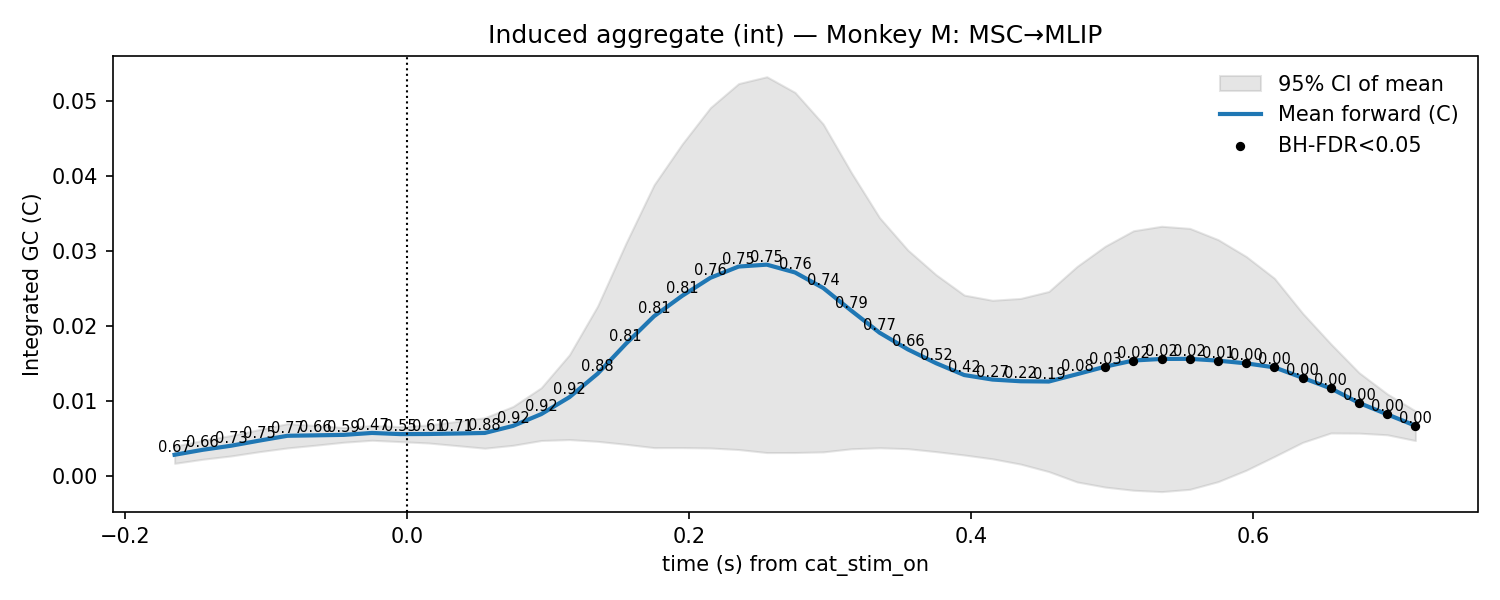 Induced aggregate (int) — Monkey M: MSC→MLIP
95% CI of mean
Mean forward (C)
BH-FDR<0.05
Integrated GC (C)
0.05
0.04
0.03
0.02
0.01
0.00
0.67 0.66 0.73 0.75 0.77 0.66 0.59 0.47 0.55 0.61 0.71 0.88 0.92 0.92 0.92 0.88 0.81 0.81 0.81 0.76 0.75 0.75 0.76 0.74 0.79 0.77 0.66 0.52 0.42 0.27 0.22 0.19 0.08 0.03 0.02 0.02 0.02 0.01 0.00 0.00 0.00 0.00 0.00 0.00 0.00
−0.2 0.0 0.2 0.4 0.6
time (s) from cat_stim_on